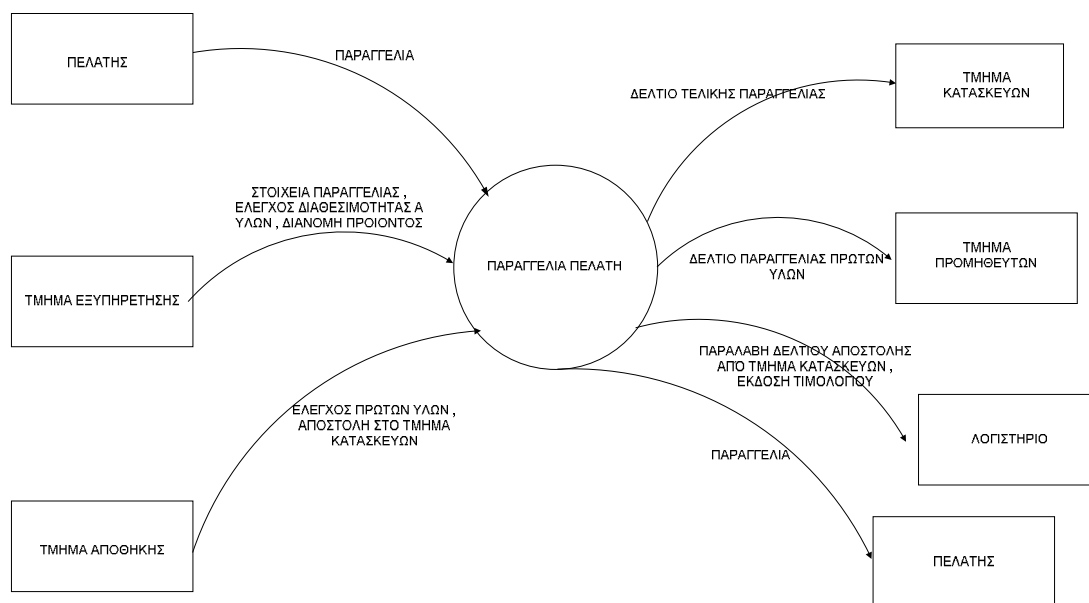 ΠΕΛΑΤΗΣ
ΠΑΡΑΓΓΕΛΙΑ
ΔΕΛΤΙΟ ΤΕΛΙΚΗΣ ΠΑΡΑΓΓΕΛΙΑΣ
ΤΜΗΜΑ
ΚΑΤΑΣΚΕΥΩΝ
ΣΤΟΙΧΕΙΑ ΠΑΡΑΓΓΕΛΙΑΣ ,
ΕΛΕΓΧΟΣ ΔΙΑΘΕΣΙΜΟΤΗΤΑΣ Α
ΥΛΩΝ , ΔΙΑΝΟΜΗ ΠΡΟΙΟΝΤΟΣ
ΤΜΗΜΑ ΕΞΥΠΗΡΕΤΗΣΗΣ
ΠΑΡΑΓΓΕΛΙΑ ΠΕΛΑΤΗ
ΔΕΛΤΙΟ ΠΑΡΑΓΓΕΛΙΑΣ ΠΡΩΤΩΝ
ΥΛΩΝ
ΤΜΗΜΑ
ΠΡΟΜΗΘΕΥΤΩΝ
ΠΑΡΑΛΑΒΗ ΔΕΛΤΙΟΥ ΑΠΟΣΤΟΛΗΣ
ΑΠΟ ΤΜΗΜΑ ΚΑΤΑΣΚΕΥΩΝ ,
ΕΚΔΟΣΗ ΤΙΜΟΛΟΓΙΟΥ
ΛΟΓΙΣΤΗΡΙΟ
ΕΛΕΓΧΟΣ ΠΡΩΤΩΝ ΥΛΩΝ ,
ΑΠΟΣΤΟΛΗ ΣΤΟ ΤΜΗΜΑ
ΚΑΤΑΣΚΕΥΩΝ
ΠΑΡΑΓΓΕΛΙΑ
ΤΜΗΜΑ ΑΠΟΘΗΚΗΣ
ΠΕΛΑΤΗΣ